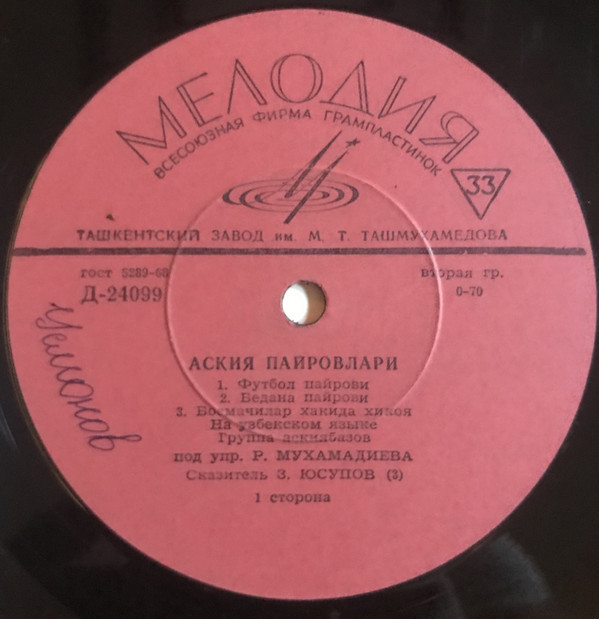 МЕЛОДИЯ
ВСЕСОЮЗНАЯ ФИРМА ГРАМПЛАСТИНОК
33
ТАШКЕНТСКИЙ ЗАВОД им. М. Т. ТАШМУХАМЕДОВА
гост 5289-68
вторая гр.
Д-24099
0-70
Усмонов
АСКИЯ ПАЙРОВЛАРИ
1. Футбол пайрови
2. Бедана пайрови
3. Босмачилар хакида хикоя
На узбекском языке
Группа аскиябазов
под упр. Р. МУХАМАДИЕВА
Сказитель З. ЮСУПОВ (3)
1 сторона